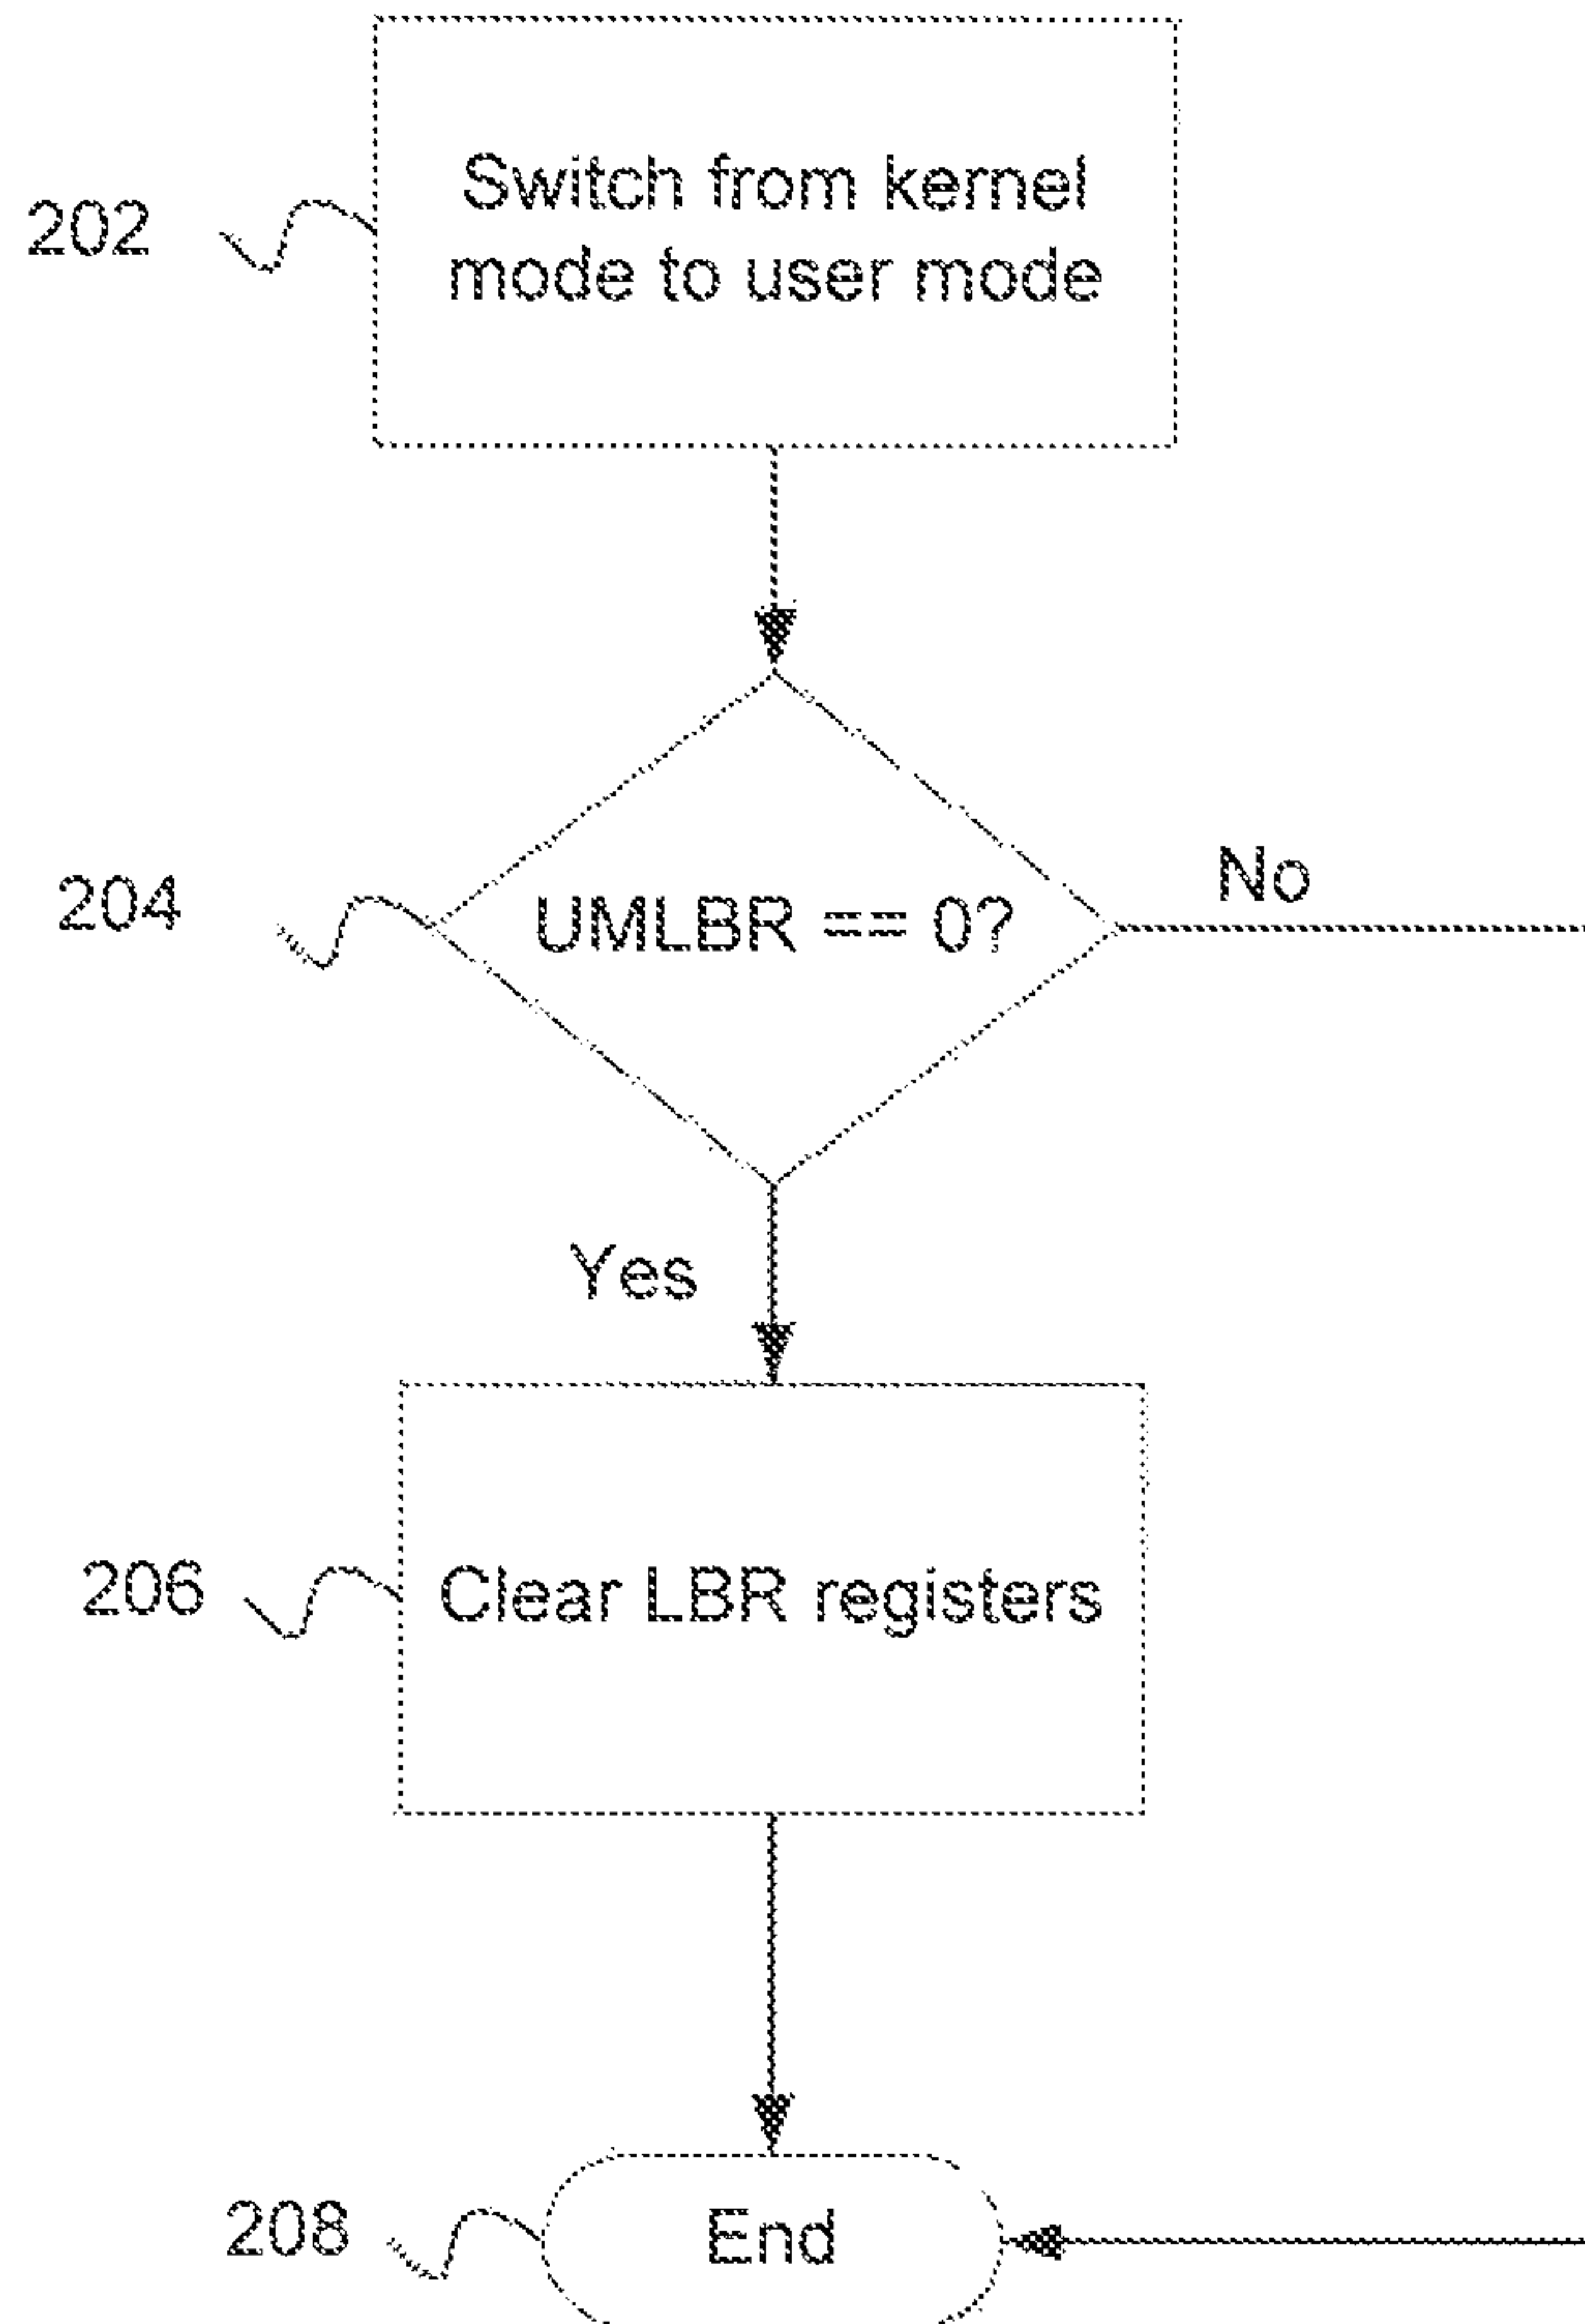 202
Switch from kernel
mode to user mode
204
UMLBR == 0?
No
Yes
206
Clear LBR registers
208
End